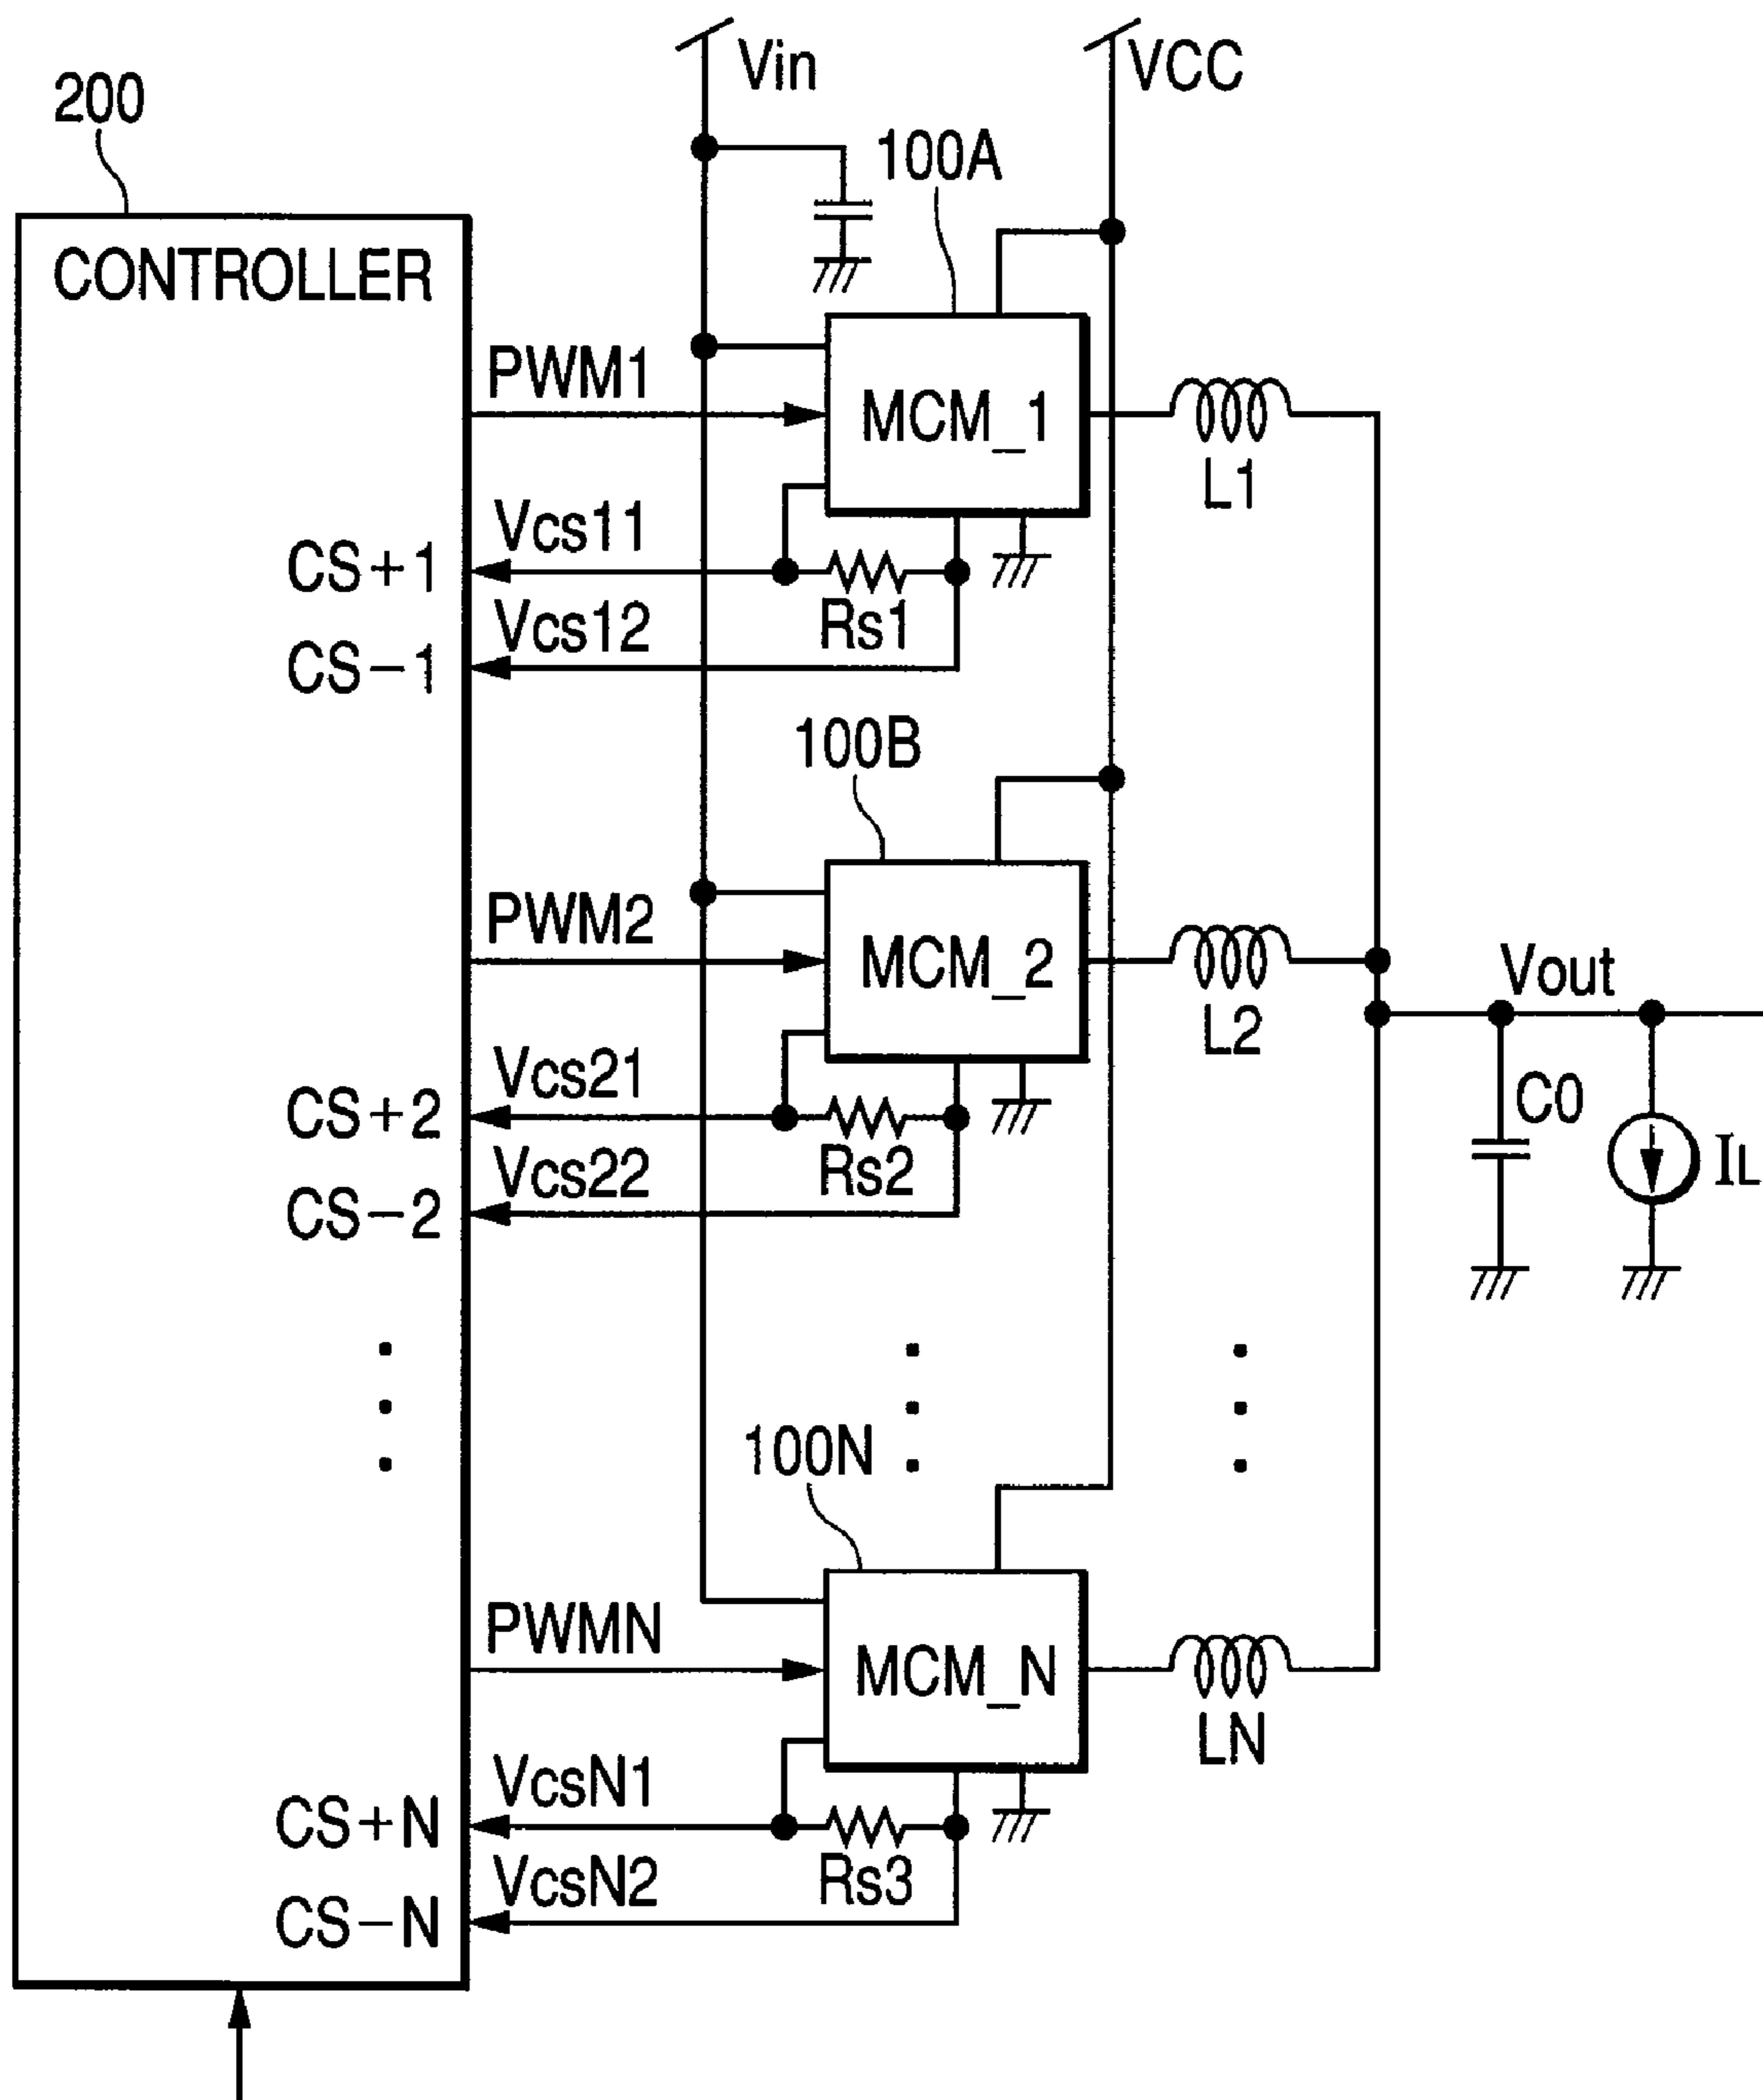 Vin
VCC
200
100A
CONTROLLER
PWM1
MCM_1
L1
Vcs11
CS+1
Rs1
Vcs12
CS-1
100B
PWM2
MCM_2
Vout
L2
Vcs21
C0
CS+2
Rs2
IL
Vcs22
CS-2
100N
PWMN
MCM_N
LN
VcsN1
CS+N
Rs3
VcsN2
CS-N